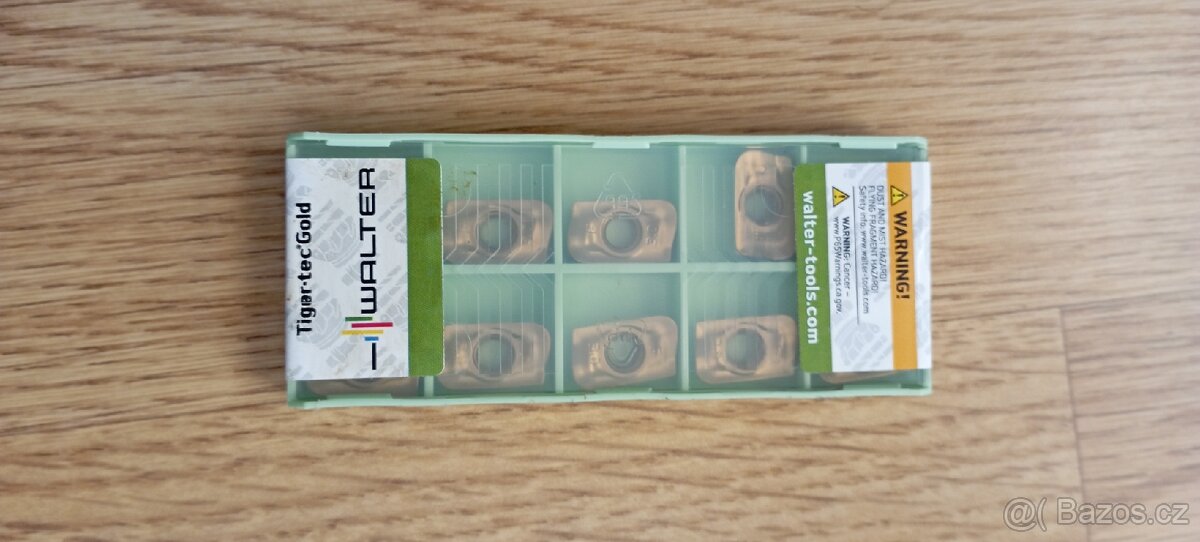 Tiger·tec®Gold
WALTER
walter-tools.com
WARNING!
DUST AND MIST HAZARD!
FLYING FRAGMENT HAZARD!
Safety info: www.walter-tools.com
WARNING: Cancer –
www.P65Warnings.ca.gov.
@( Bazos.cz